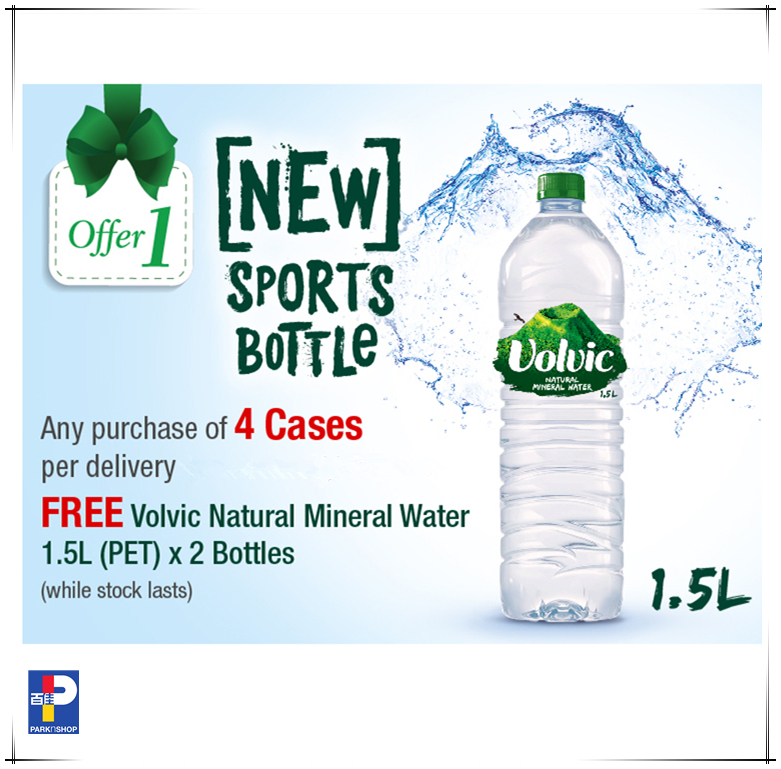 Offer 1
[NEW]
SPORTS
BOTTLE
Volvic
NATURAL
MINERAL WATER
1,5L
Any purchase of 4 Cases
per delivery
FREE Volvic Natural Mineral Water
1.5L (PET) x 2 Bottles
(while stock lasts)
1.5L
百佳
P
PARKnSHOP